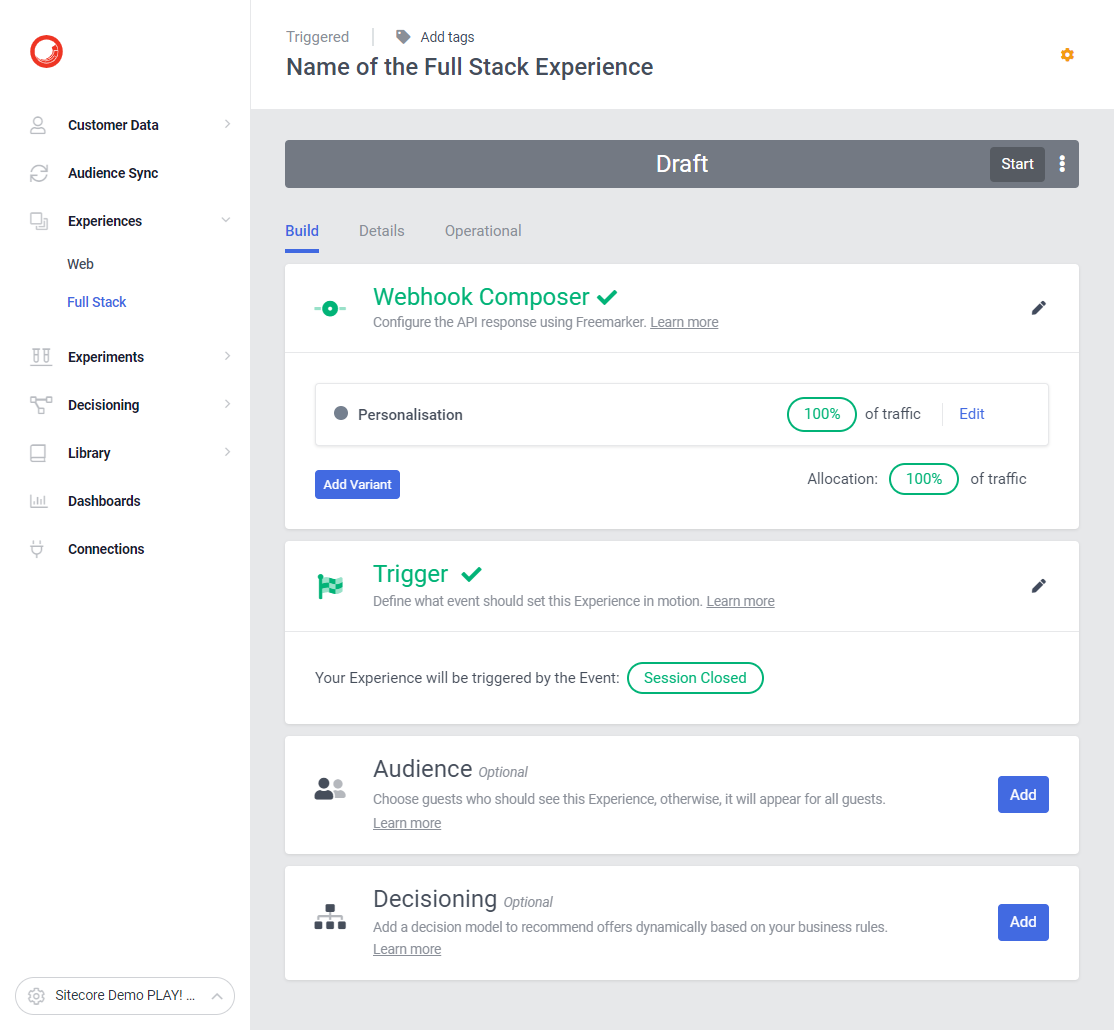 Triggered
Add tags
Name of the Full Stack Experience
Customer Data
Audience Sync
Experiences
Web
Full Stack
Experiments
Decisioning
Library
Dashboards
Connections
Sitecore Demo PLAY! ...
Draft
Start
Build
Details
Operational
Webhook Composer
Configure the API response using Freemarker. Learn more
Personalisation
100% of traffic
Edit
Add Variant
Allocation: 100% of traffic
Trigger
Define what event should set this Experience in motion. Learn more
Your Experience will be triggered by the Event: Session Closed
Audience Optional
Choose guests who should see this Experience, otherwise, it will appear for all guests.
Learn more
Add
Decisioning Optional
Add a decision model to recommend offers dynamically based on your business rules.
Learn more
Add